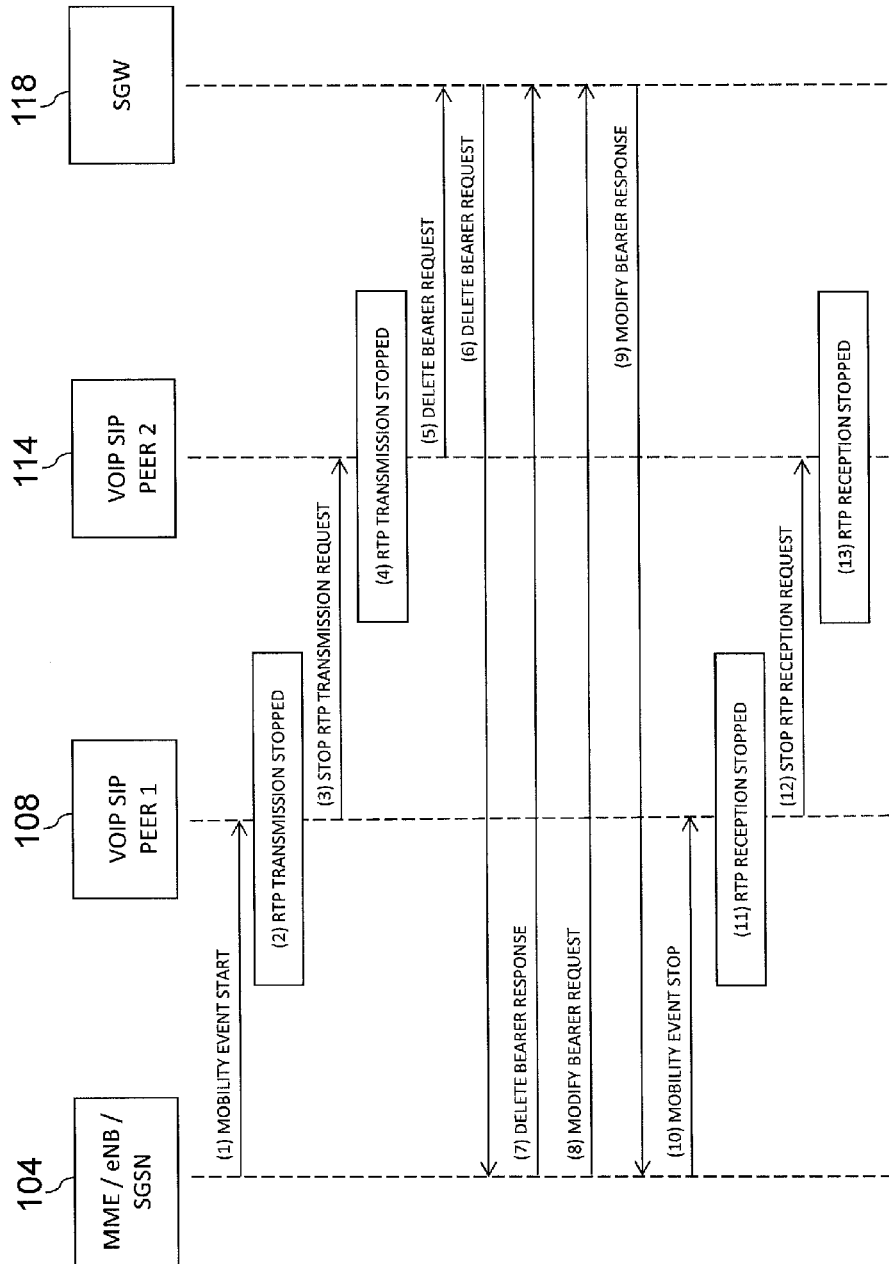 104
MME / eNB /
SGSN
108
VOIP SIP
PEER 1
114
VOIP SIP
PEER 2
118
SGW
(1) MOBILITY EVENT START
(2) RTP TRANSMISSION STOPPED
(3) STOP RTP TRANSMISSION REQUEST
(4) RTP TRANSMISSION STOPPED
(5) DELETE BEARER REQUEST
(6) DELETE BEARER REQUEST
(7) DELETE BEARER RESPONSE
(8) MODIFY BEARER REQUEST
(9) MODIFY BEARER RESPONSE
(10) MOBILITY EVENT STOP
(11) RTP RECEPTION STOPPED
(12) STOP RTP RECEPTION REQUEST
(13) RTP RECEPTION STOPPED